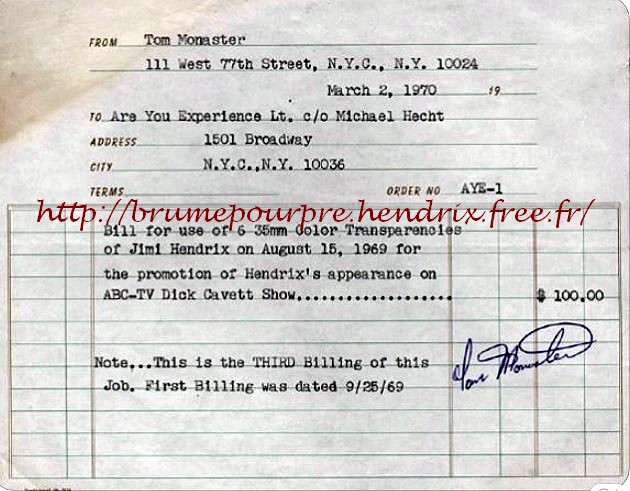 FROM Tom Monaster
111 West 77th Street, N.Y.C., N.Y. 10024
March 2, 1970 19
TO Are You Experience Lt. c/o Michael Hecht
ADDRESS 1501 Broadway
CITY N.Y.C.,N.Y. 10036
TERMS ORDER NO AYE-1
http://brumepourpre.hendrix.free.fr/
Bill for use of 6 35mm Color Transparencies
of Jimi Hendrix on August 15, 1969 for
the promotion of Hendrix's appearance on
ABC-TV Dick Cavett Show................... $ 100.00
Note...This is the THIRD Billing of this
Job. First Billing was dated 9/25/69
Tom Monaster